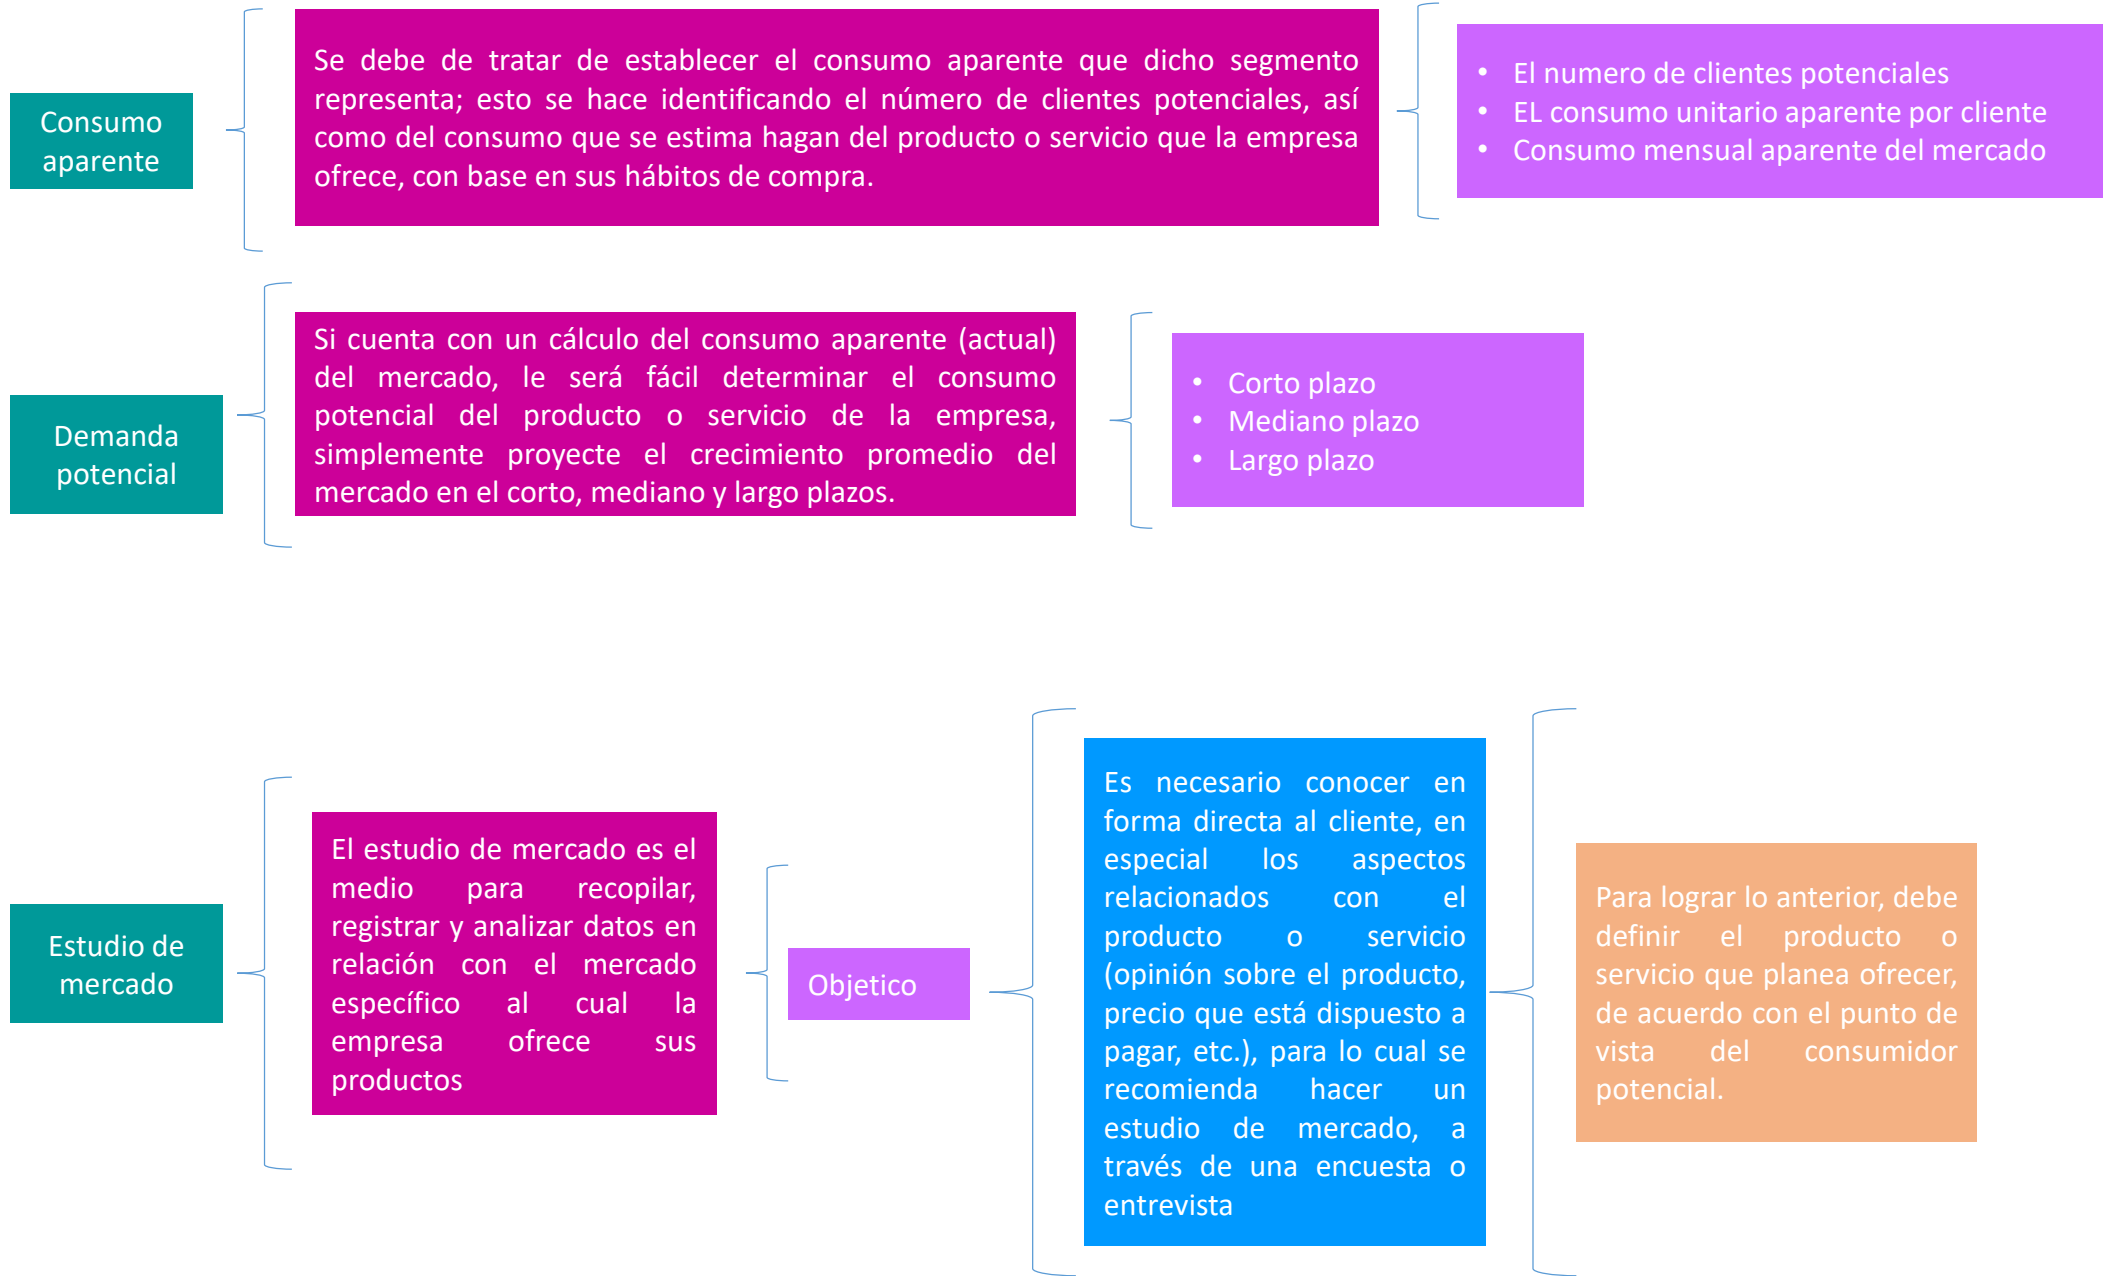 Consumo
aparente
Se debe de tratar de establecer el consumo aparente que dicho segmento
representa; esto se hace identificando el número de clientes potenciales, así
como del consumo que se estima hagan del producto o servicio que la empresa
ofrece, con base en sus hábitos de compra.
• El numero de clientes potenciales
• EL consumo unitario aparente por cliente
• Consumo mensual aparente del mercado
Demanda
potencial
Si cuenta con un cálculo del consumo aparente (actual)
del mercado, le será fácil determinar el consumo
potencial del producto o servicio de la empresa,
simplemente proyecte el crecimiento promedio del
mercado en el corto, mediano y largo plazos.
• Corto plazo
• Mediano plazo
• Largo plazo
Estudio de
mercado
El estudio de mercado es el
medio para recopilar,
registrar y analizar datos en
relación con el mercado
específico al cual la
empresa ofrece sus
productos
Objetico
Es necesario conocer en
forma directa al cliente, en
especial los aspectos
relacionados con el
producto o servicio
(opinión sobre el producto,
precio que está dispuesto a
pagar, etc.), para lo cual se
recomienda hacer un
estudio de mercado, a
través de una encuesta o
entrevista
Para lograr lo anterior, debe
definir el producto o
servicio que planea ofrecer,
de acuerdo con el punto de
vista del consumidor
potencial.